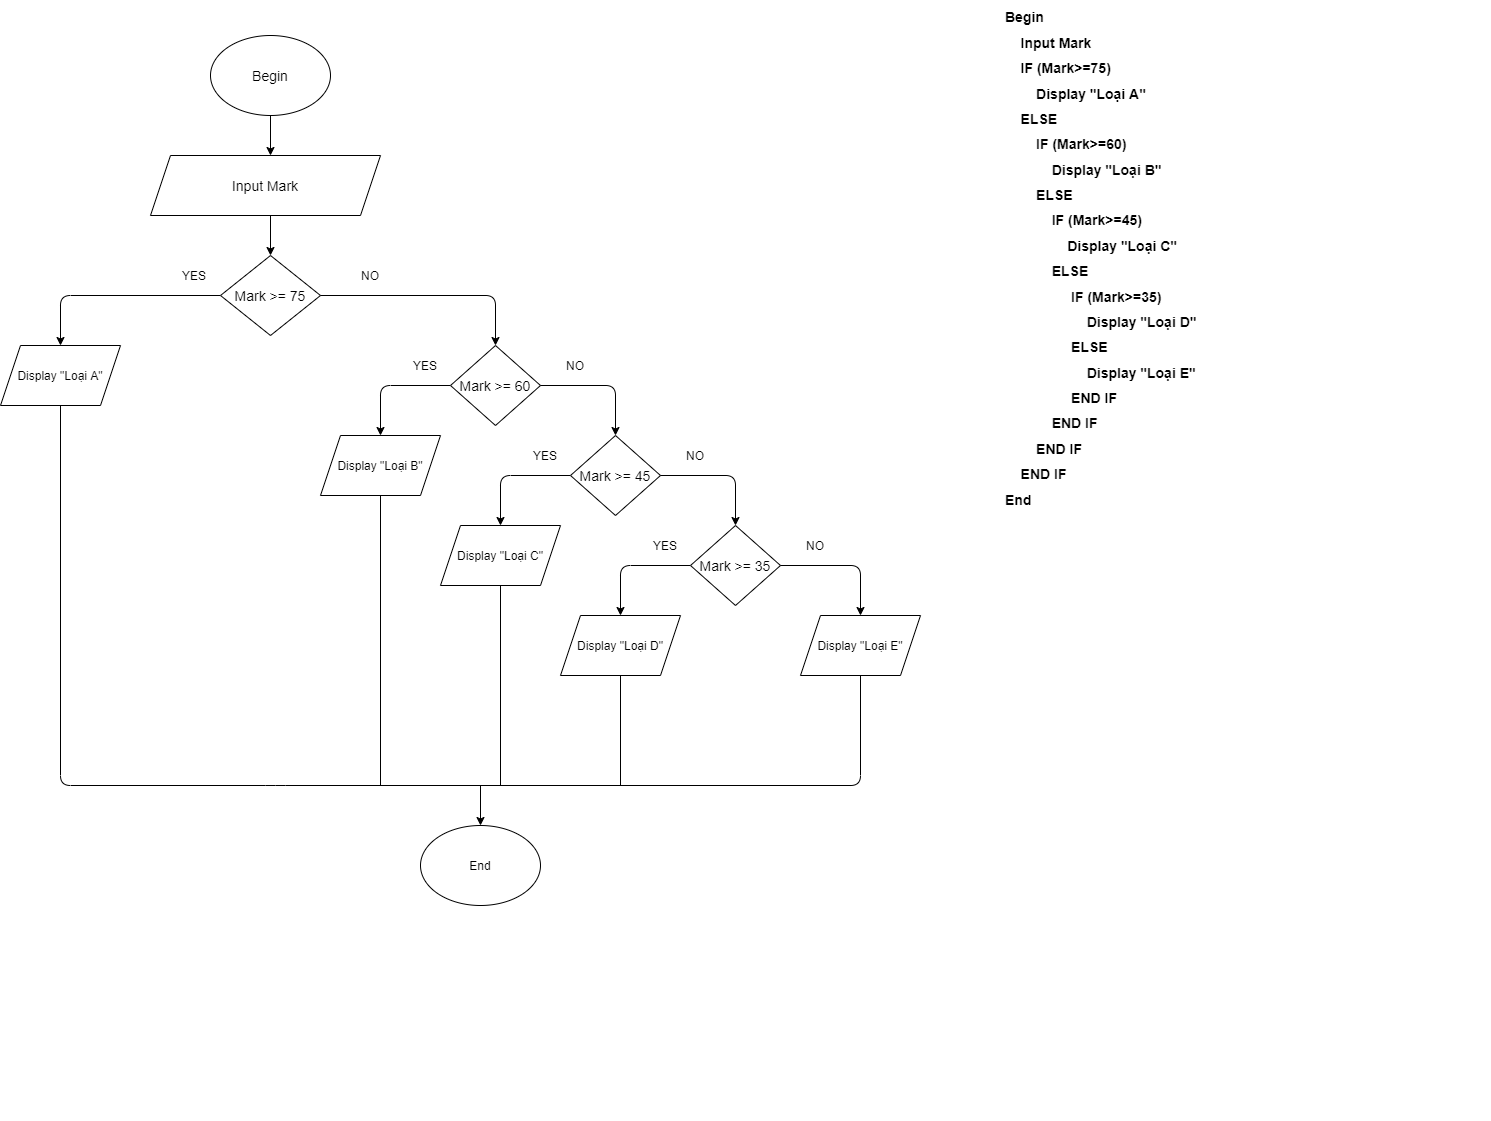 Begin
Input Mark
YES
NO
Mark >= 75
Display "Loại A"
YES
NO
Mark >= 60
Display "Loại B"
YES
NO
Mark >= 45
Display "Loại C"
YES
NO
Mark >= 35
Display "Loại D"
Display "Loại E"
End
Begin
Input Mark
IF (Mark>=75)
Display "Loại A"
ELSE
IF (Mark>=60)
Display "Loại B"
ELSE
IF (Mark>=45)
Display "Loại C"
ELSE
IF (Mark>=35)
Display "Loại D"
ELSE
Display "Loại E"
END IF
END IF
END IF
END IF
End